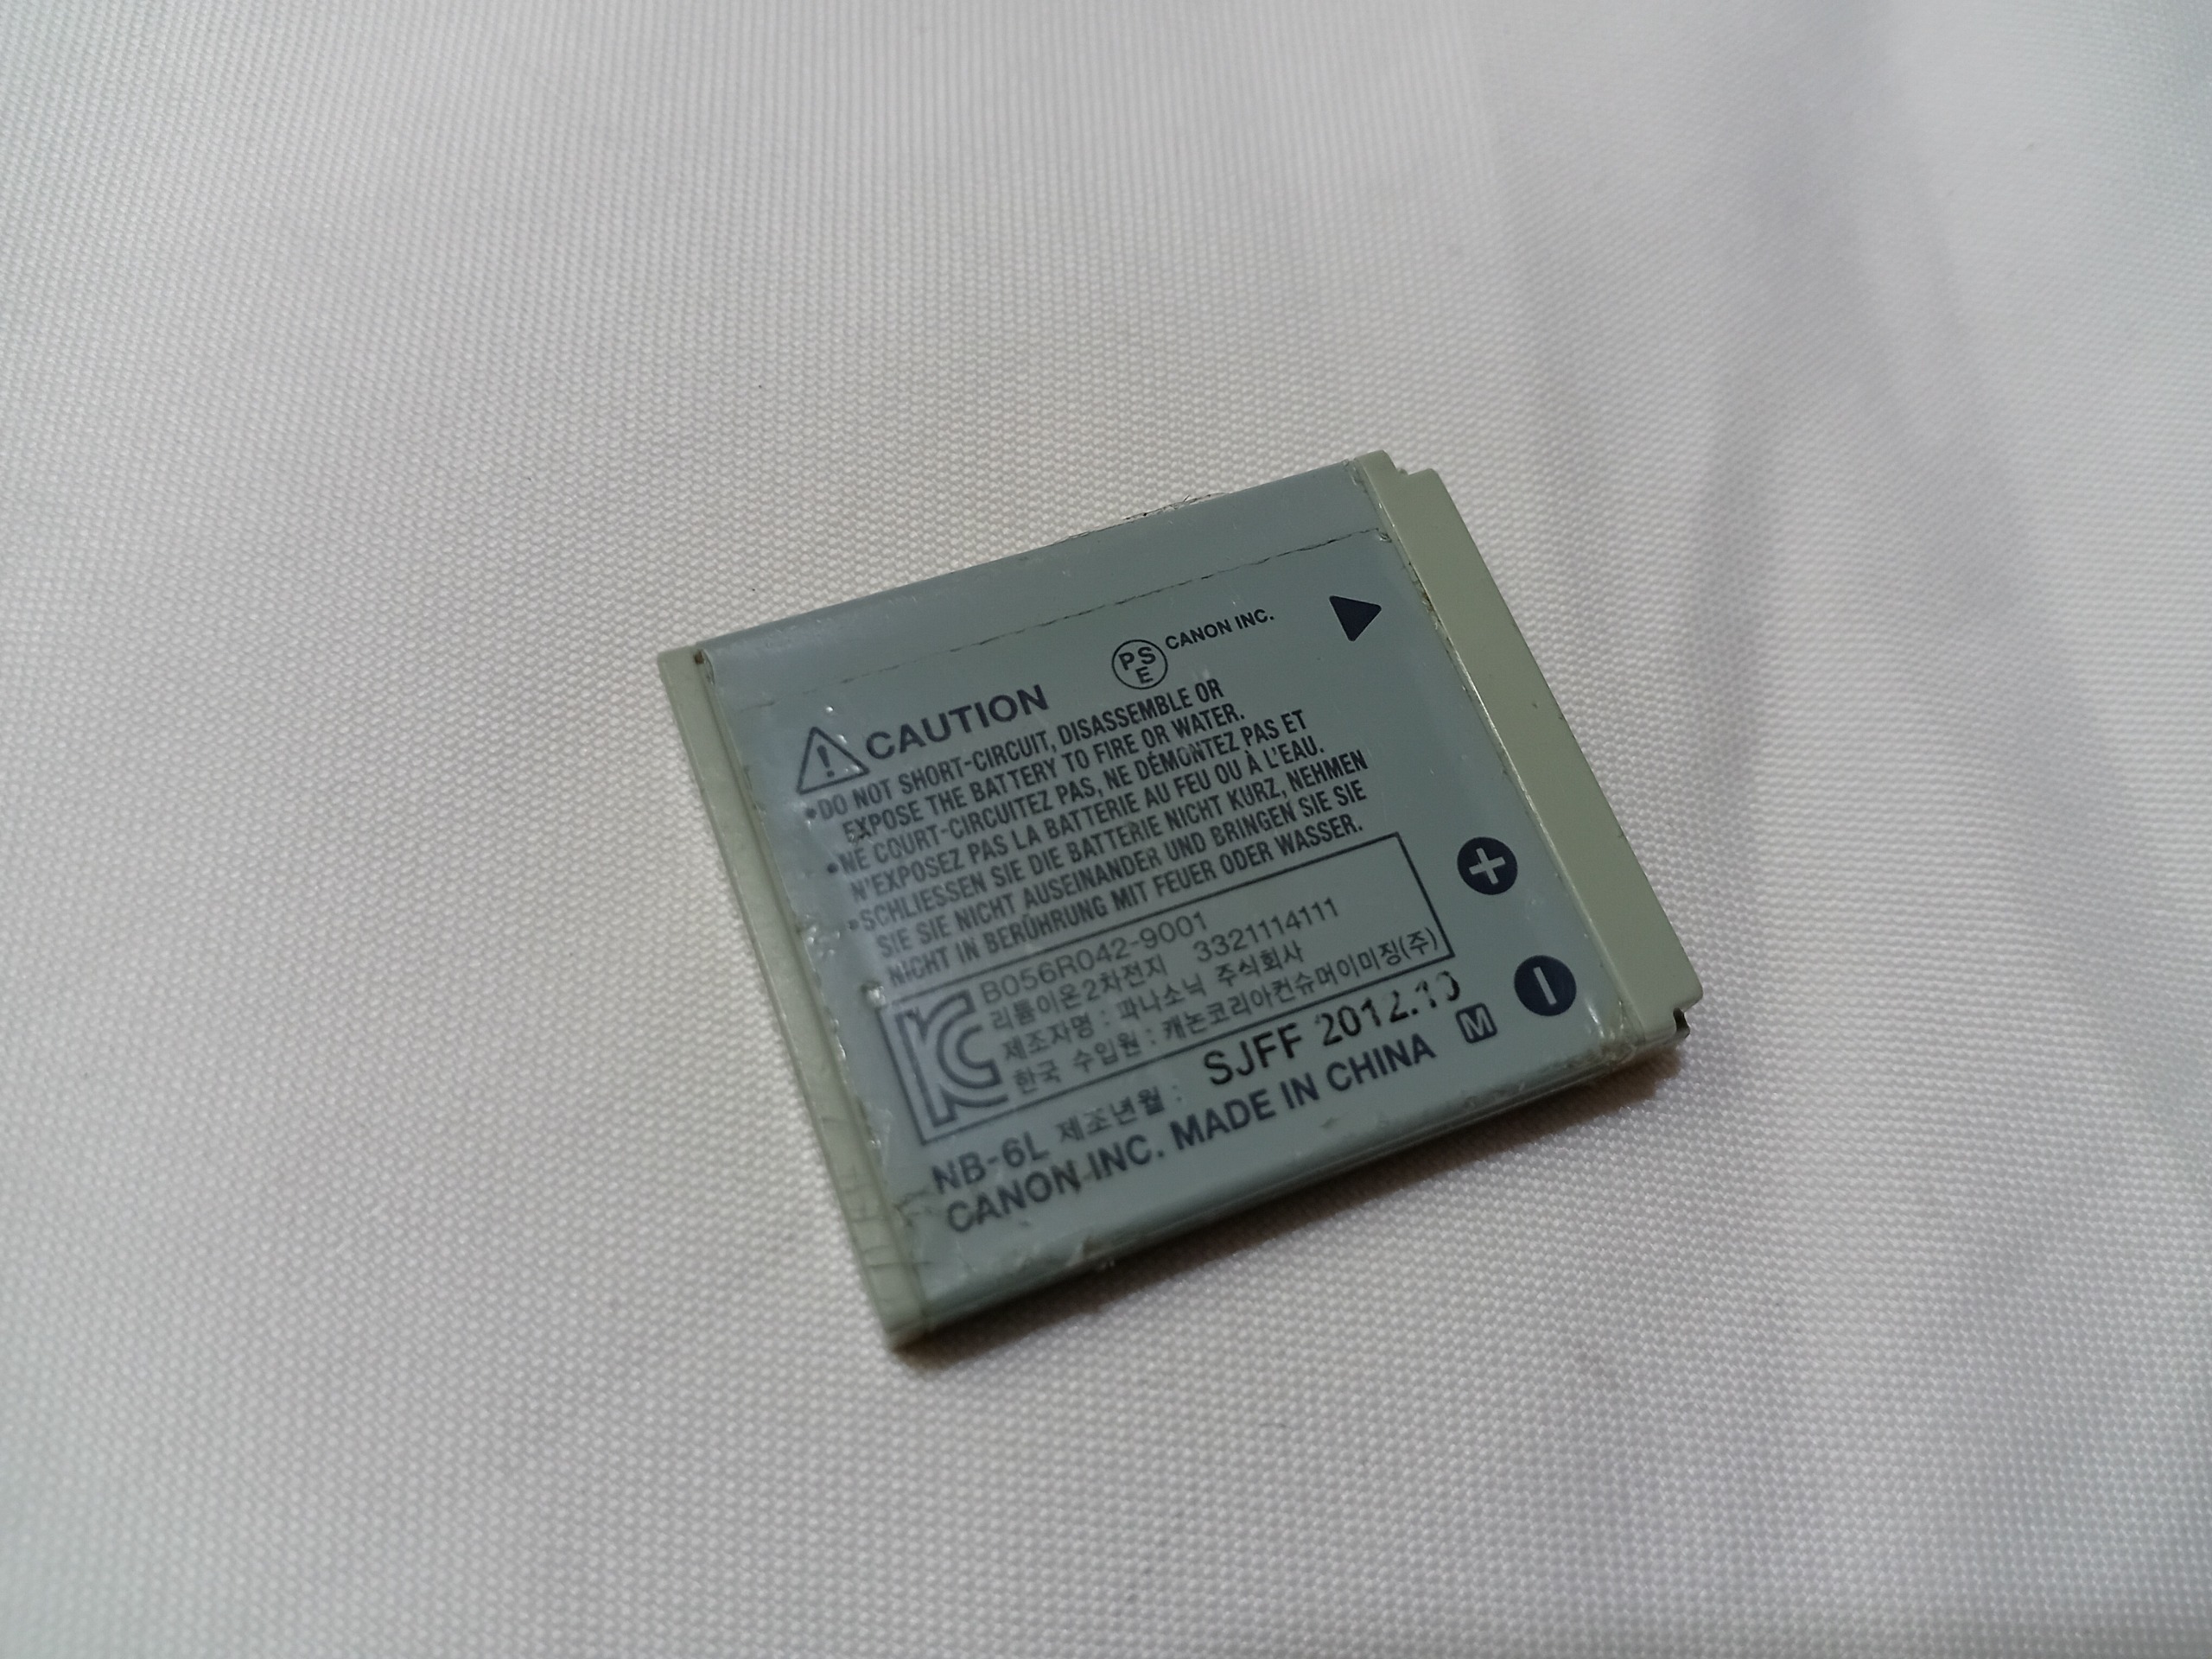 PSE CANON INC.
CAUTION
•DO NOT SHORT-CIRCUIT, DISASSEMBLE OR
EXPOSE THE BATTERY TO FIRE OR WATER.
•NE COURT-CIRCUITEZ PAS, NE DÉMONTEZ PAS ET
N'EXPOSEZ PAS LA BATTERIE AU FEU OU À L'EAU.
•SCHLIESSEN SIE DIE BATTERIE NICHT KURZ, NEHMEN
SIE SIE NICHT AUSEINANDER UND BRINGEN SIE SIE
NICHT IN BERÜHRUNG MIT FEUER ODER WASSER.
B056R042-9001
리튬이온2차전지 3321114111
제조자명 : 파나소닉 주식회사
한국 수입원 : 캐논코리아컨슈머이미징(주)
NB-6L 제조년월 : SJFF 2012.10
CANON INC. MADE IN CHINA M